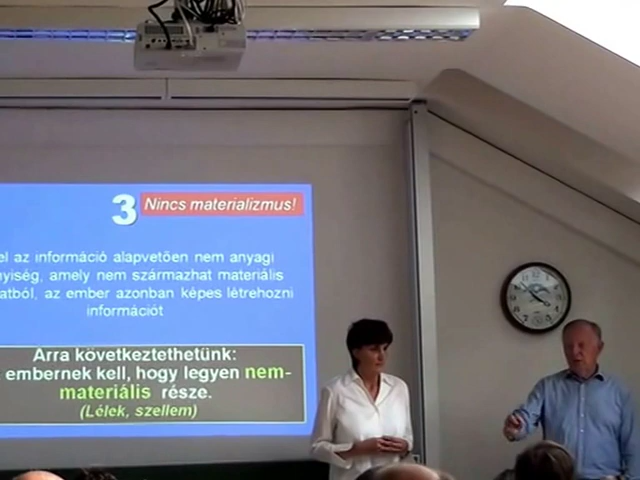 3 Nincs materializmus!
el az információ alapvetően nem anyagi
nyiség, amely nem származhat materiális
atból, az ember azonban képes létrehozni
információt
Arra következtethetünk:
embernek kell, hogy legyen nem-
materiális része.
(Lélek, szellem)